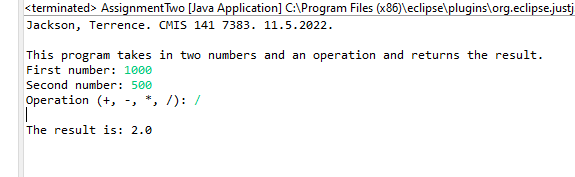 <terminated> AssignmentTwo [Java Application] C:\Program Files (x86)\eclipse\plugins\org.eclipse.justj
Jackson, Terrence. CMIS 141 7383. 11.5.2022.
This program takes in two numbers and an operation and returns the result.
First number: 1000
Second number: 500
Operation (+, -, *, /): /
The result is: 2.0